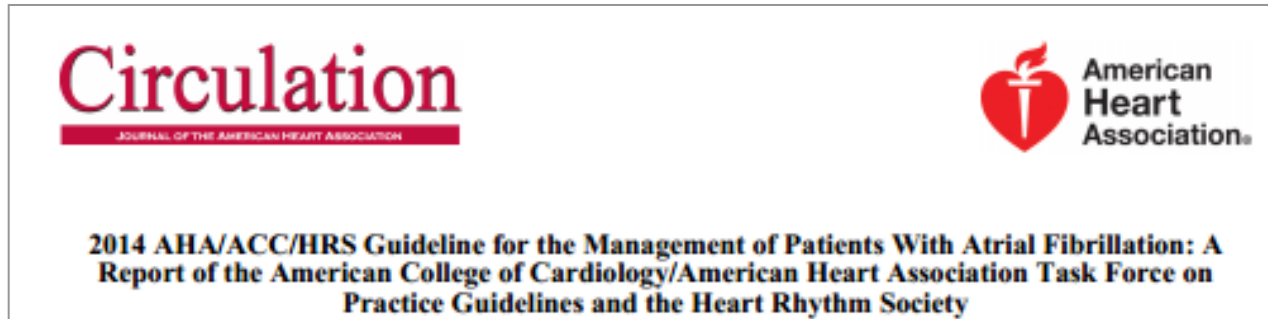 Circulation
JOURNAL OF THE AMERICAN HEART ASSOCIATION
American
Heart
Association®
2014 AHA/ACC/HRS Guideline for the Management of Patients With Atrial Fibrillation: A
Report of the American College of Cardiology/American Heart Association Task Force on
Practice Guidelines and the Heart Rhythm Society